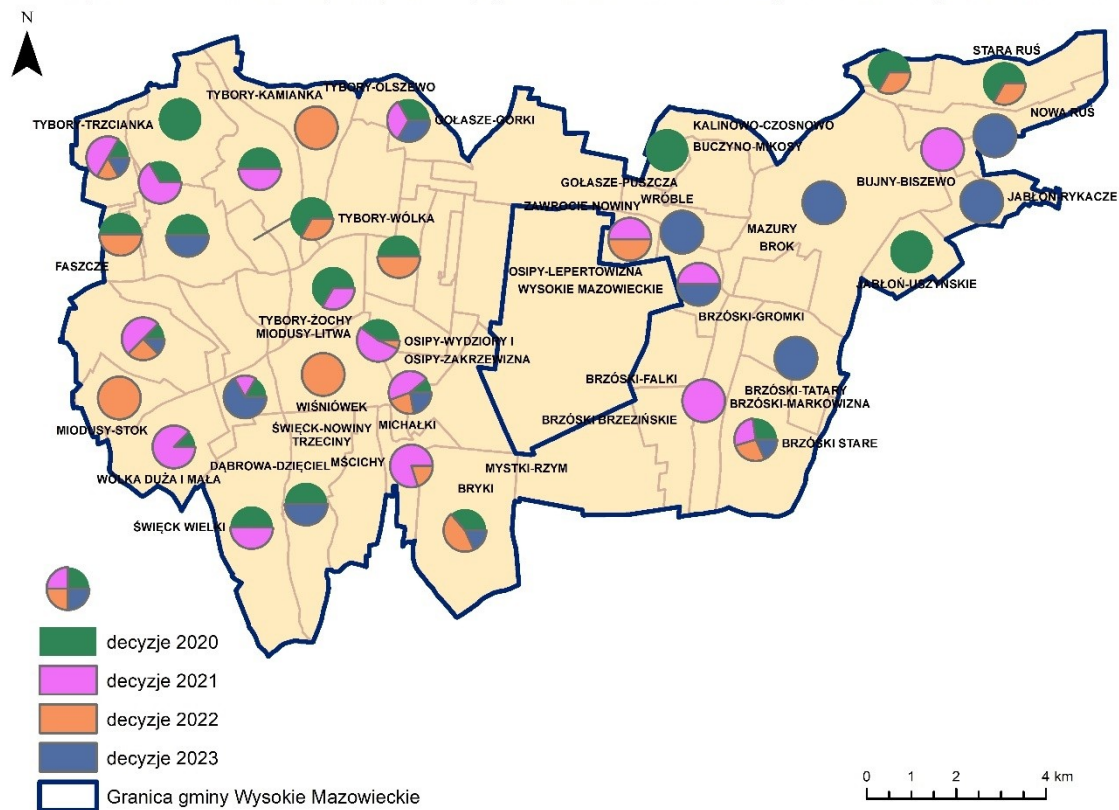 N
STARA RUŚ
TYBORY-OLSZEWO
TYBORY-KAMIANKA
NOWA RUŚ
GOŁASZE-GÓRKI
TYBORY-TRZCIANKA
KALINOWO-CZOSNOWO
BUCZYNO-MIKOSY
GOŁASZE-PUSZCZA
BUJNY-BISZEWO
WRÓBLE
JABŁOŃ RYKACZE
ZAWROCIE NOWINY
TYBORY-WÓLKA
MAZURY
BROK
FASZCZE
OSIPY-LEPERTOWIZNA
JABŁOŃ-USZYŃSKIE
WYSOKIE MAZOWIECKIE
BRZÓSKI-GROMKI
TYBORY-ŻOCHY
MIODUSY-LITWA
OSIPY-WYDZIORY I
OSIPY-ZAKRZEWIZNA
BRZÓSKI-FALKI
BRZÓSKI-TATARY
BRZÓSKI-MARKOWIZNA
WIŚNIÓWEK
MIODUSY-STOK
MICHAŁKI
BRZÓSKI BRZEZIŃSKIE
ŚWIĘCK-NOWINY
TRZECINY
BRZÓSKI STARE
DĄBROWA-DZIĘCIEL
MŚCICHY
MYSTKI-RZYM
WÓLKA DUŻA I MAŁA
BRYKI
ŚWIĘCK WIELKI
decyzje 2020
decyzje 2021
decyzje 2022
decyzje 2023
Granica gminy Wysokie Mazowieckie
0 1 2 4 km